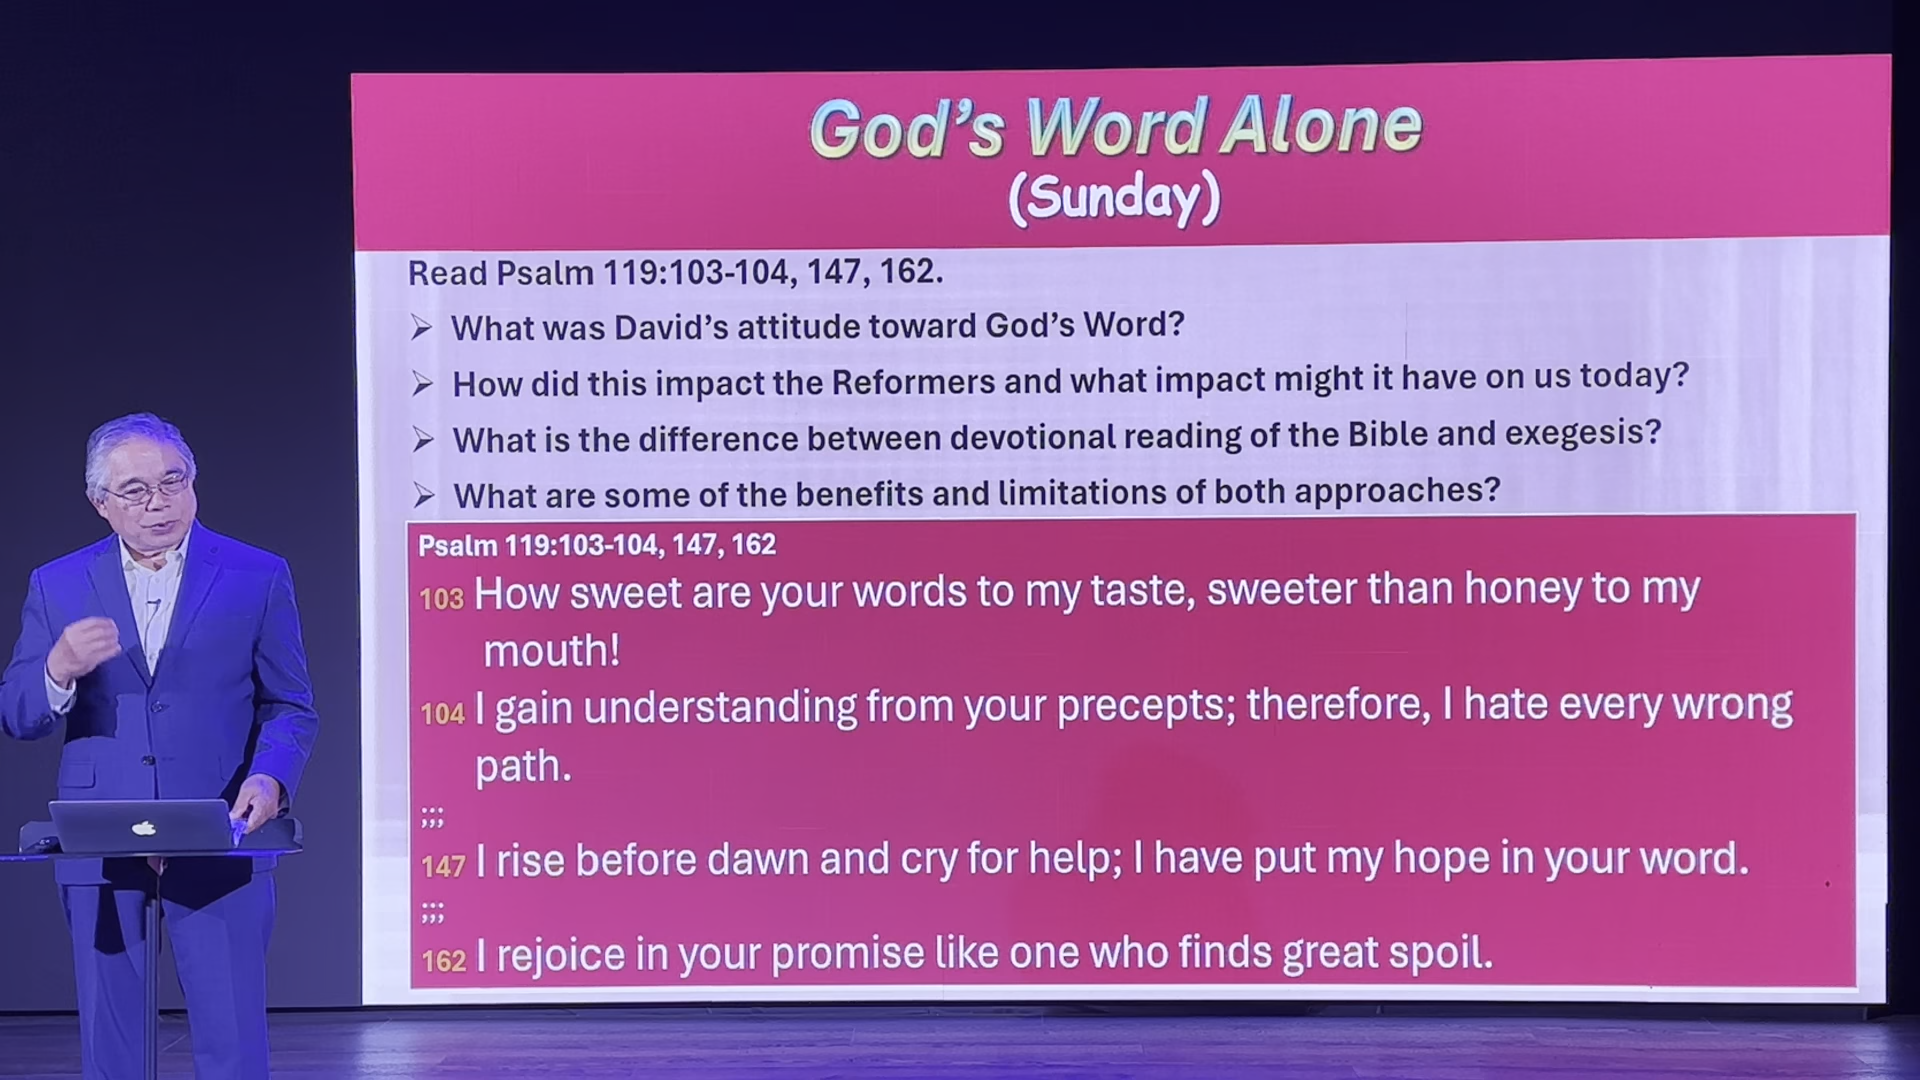 God's Word Alone
(Sunday)
Read Psalm 119:103-104, 147, 162.
➢ What was David's attitude toward God's Word?
➢ How did this impact the Reformers and what impact might it have on us today?
➢ What is the difference between devotional reading of the Bible and exegesis?
➢ What are some of the benefits and limitations of both approaches?
Psalm 119:103-104, 147, 162
103 How sweet are your words to my taste, sweeter than honey to my
mouth!
104 I gain understanding from your precepts; therefore, I hate every wrong
path.
;;;
147 I rise before dawn and cry for help; I have put my hope in your word.
;;;
162 I rejoice in your promise like one who finds great spoil.